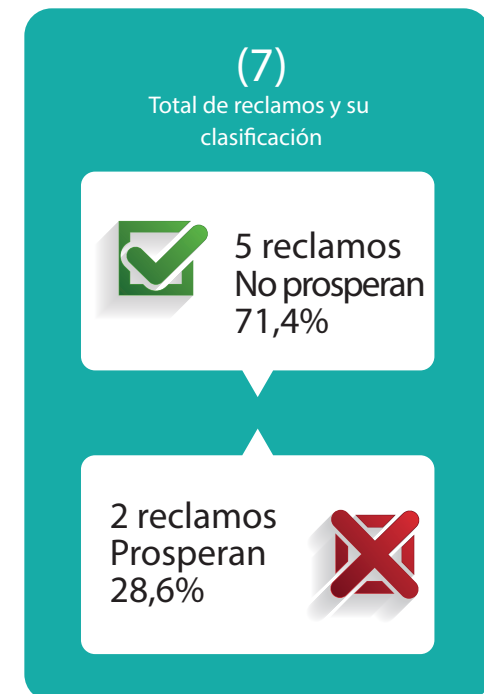 (7)
Total de reclamos y su
clasificación
5 reclamos
No prosperan
71,4%
2 reclamos
Prosperan
28,6%